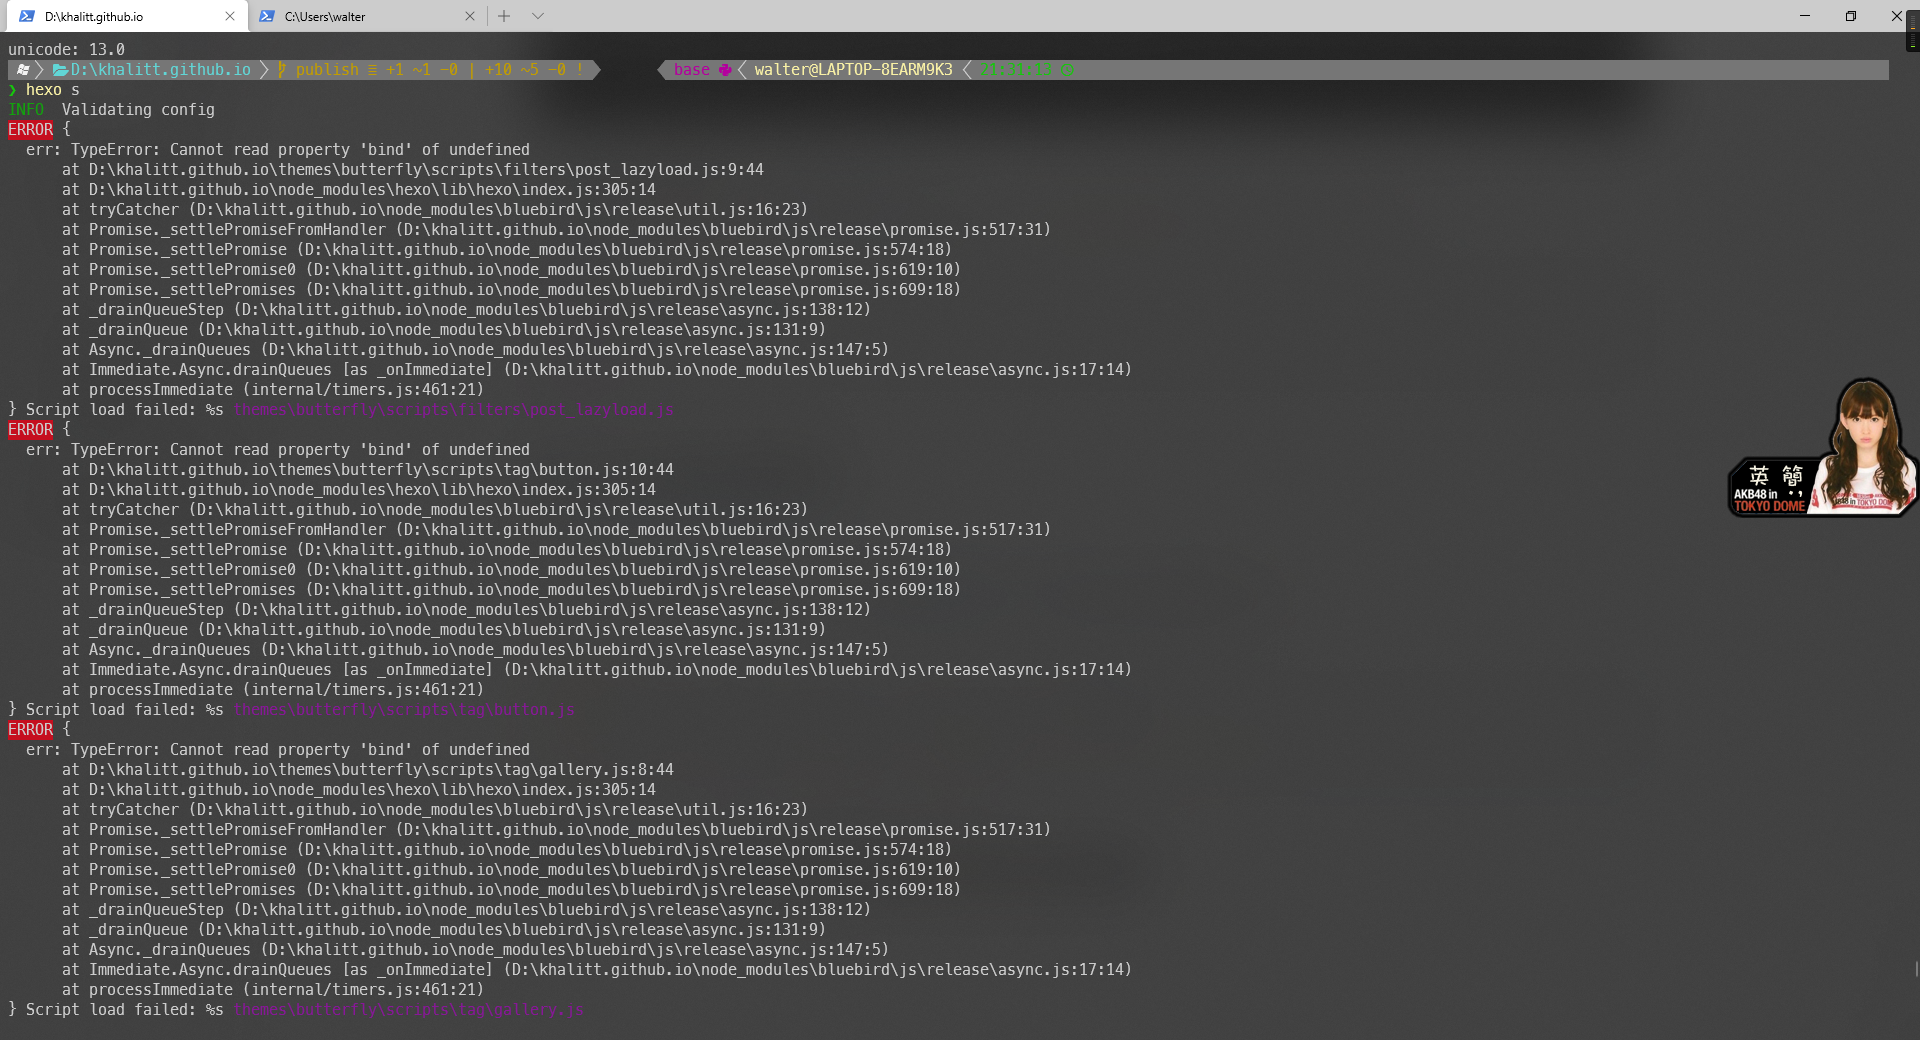 D:\khalitt.github.io
C:\Users\walter
unicode: 13.0
D:\khalitt.github.io publish ≡ +1 ~1 -0 | +10 ~5 -0 ! base walter@LAPTOP-8EARM9K3
❯ hexo s
INFO  Validating config
ERROR {
  err: TypeError: Cannot read property 'bind' of undefined
      at D:\khalitt.github.io\themes\butterfly\scripts\filters\post_lazyload.js:9:44
      at D:\khalitt.github.io\node_modules\hexo\lib\hexo\index.js:305:14
      at tryCatcher (D:\khalitt.github.io\node_modules\bluebird\js\release\util.js:16:23)
      at Promise._settlePromiseFromHandler (D:\khalitt.github.io\node_modules\bluebird\js\release\promise.js:517:31)
      at Promise._settlePromise (D:\khalitt.github.io\node_modules\bluebird\js\release\promise.js:574:18)
      at Promise._settlePromise0 (D:\khalitt.github.io\node_modules\bluebird\js\release\promise.js:619:10)
      at Promise._settlePromises (D:\khalitt.github.io\node_modules\bluebird\js\release\promise.js:699:18)
      at _drainQueueStep (D:\khalitt.github.io\node_modules\bluebird\js\release\async.js:138:12)
      at _drainQueue (D:\khalitt.github.io\node_modules\bluebird\js\release\async.js:131:9)
      at Async._drainQueues (D:\khalitt.github.io\node_modules\bluebird\js\release\async.js:147:5)
      at Immediate.Async.drainQueues [as _onImmediate] (D:\khalitt.github.io\node_modules\bluebird\js\release\async.js:17:14)
      at processImmediate (internal/timers.js:461:21)
} Script load failed: %s themes\butterfly\scripts\filters\post_lazyload.js
ERROR {
  err: TypeError: Cannot read property 'bind' of undefined
      at D:\khalitt.github.io\themes\butterfly\scripts\tag\button.js:10:44
      at D:\khalitt.github.io\node_modules\hexo\lib\hexo\index.js:305:14
      at tryCatcher (D:\khalitt.github.io\node_modules\bluebird\js\release\util.js:16:23)
      at Promise._settlePromiseFromHandler (D:\khalitt.github.io\node_modules\bluebird\js\release\promise.js:517:31)
      at Promise._settlePromise (D:\khalitt.github.io\node_modules\bluebird\js\release\promise.js:574:18)
      at Promise._settlePromise0 (D:\khalitt.github.io\node_modules\bluebird\js\release\promise.js:619:10)
      at Promise._settlePromises (D:\khalitt.github.io\node_modules\bluebird\js\release\promise.js:699:18)
      at _drainQueueStep (D:\khalitt.github.io\node_modules\bluebird\js\release\async.js:138:12)
      at _drainQueue (D:\khalitt.github.io\node_modules\bluebird\js\release\async.js:131:9)
      at Async._drainQueues (D:\khalitt.github.io\node_modules\bluebird\js\release\async.js:147:5)
      at Immediate.Async.drainQueues [as _onImmediate] (D:\khalitt.github.io\node_modules\bluebird\js\release\async.js:17:14)
      at processImmediate (internal/timers.js:461:21)
} Script load failed: %s themes\butterfly\scripts\tag\button.js
ERROR {
  err: TypeError: Cannot read property 'bind' of undefined
      at D:\khalitt.github.io\themes\butterfly\scripts\tag\gallery.js:8:44
      at D:\khalitt.github.io\node_modules\hexo\lib\hexo\index.js:305:14
      at tryCatcher (D:\khalitt.github.io\node_modules\bluebird\js\release\util.js:16:23)
      at Promise._settlePromiseFromHandler (D:\khalitt.github.io\node_modules\bluebird\js\release\promise.js:517:31)
      at Promise._settlePromise (D:\khalitt.github.io\node_modules\bluebird\js\release\promise.js:574:18)
      at Promise._settlePromise0 (D:\khalitt.github.io\node_modules\bluebird\js\release\promise.js:619:10)
      at Promise._settlePromises (D:\khalitt.github.io\node_modules\bluebird\js\release\promise.js:699:18)
      at _drainQueueStep (D:\khalitt.github.io\node_modules\bluebird\js\release\async.js:138:12)
      at _drainQueue (D:\khalitt.github.io\node_modules\bluebird\js\release\async.js:131:9)
      at Async._drainQueues (D:\khalitt.github.io\node_modules\bluebird\js\release\async.js:147:5)
      at Immediate.Async.drainQueues [as _onImmediate] (D:\khalitt.github.io\node_modules\bluebird\js\release\async.js:17:14)
      at processImmediate (internal/timers.js:461:21)
} Script load failed: %s themes\butterfly\scripts\tag\gallery.js
英 簡
AKB48 in
TOKYO DOME